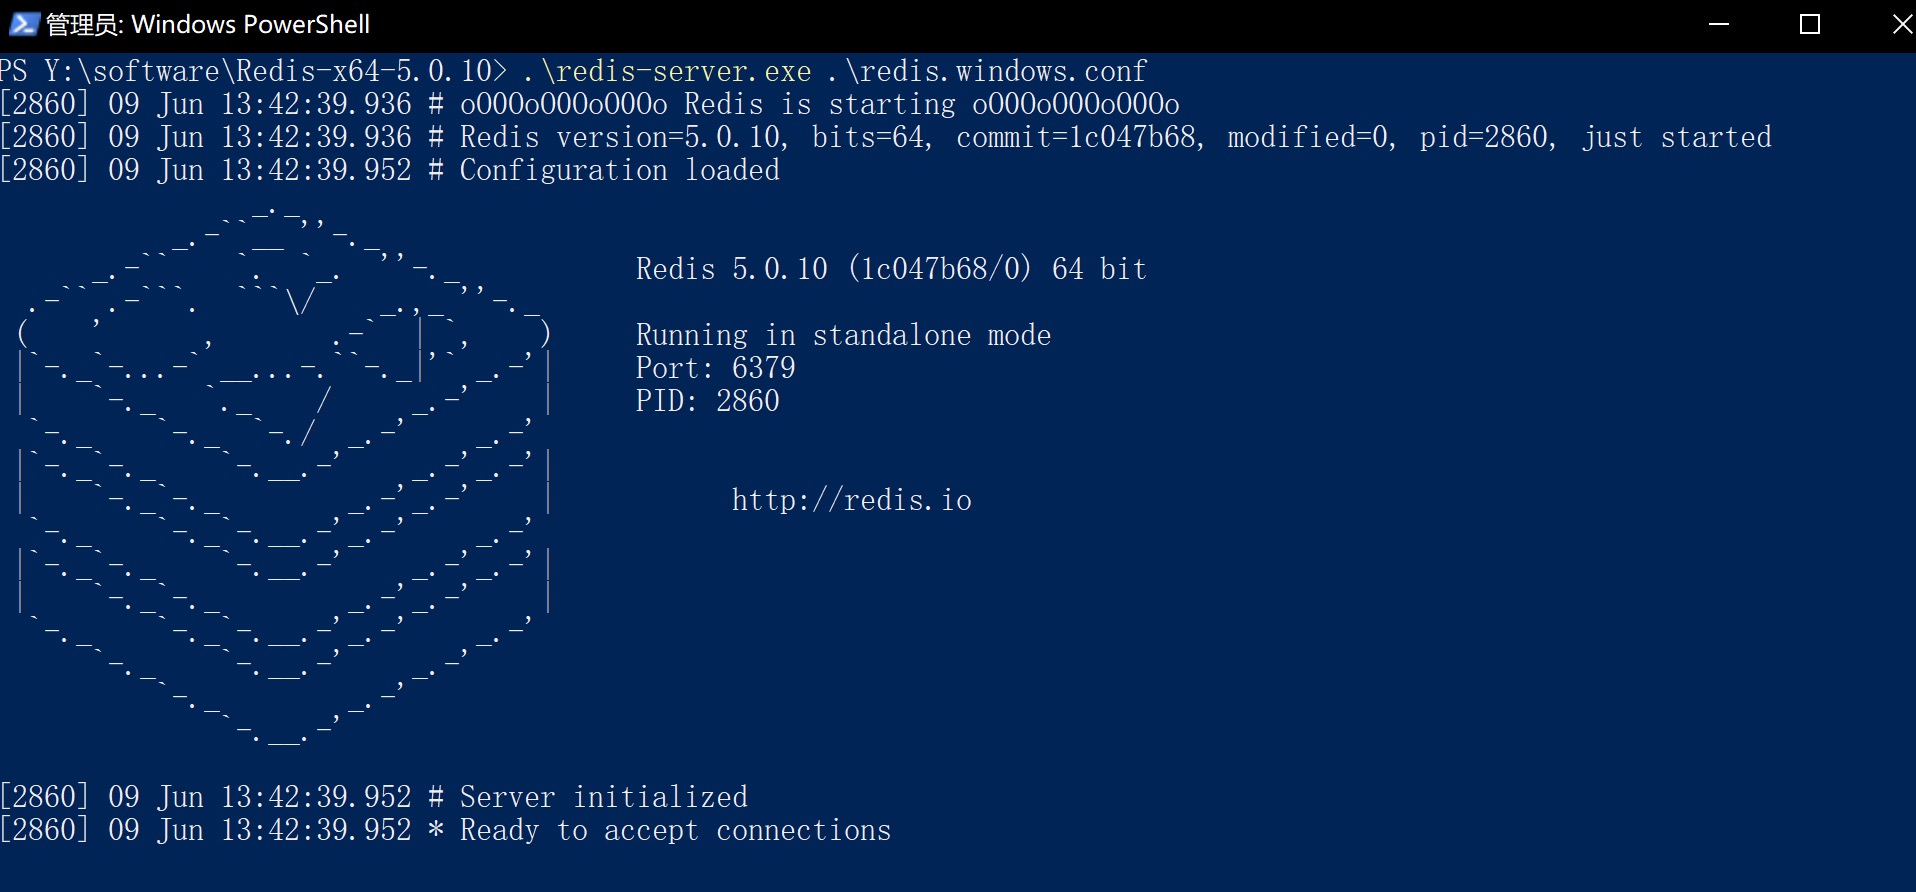 管理员: Windows PowerShell
PS Y:\software\Redis-x64-5.0.10> .\redis-server.exe .\redis.windows.conf
[2860] 09 Jun 13:42:39.936 # oO0OoO0OoO0Oo Redis is starting oO0OoO0OoO0Oo
[2860] 09 Jun 13:42:39.936 # Redis version=5.0.10, bits=64, commit=1c047b68, modified=0, pid=2860, just started
[2860] 09 Jun 13:42:39.952 # Configuration loaded
Redis 5.0.10 (1c047b68/0) 64 bit
Running in standalone mode
Port: 6379
PID: 2860
http://redis.io
[2860] 09 Jun 13:42:39.952 # Server initialized
[2860] 09 Jun 13:42:39.952 * Ready to accept connections